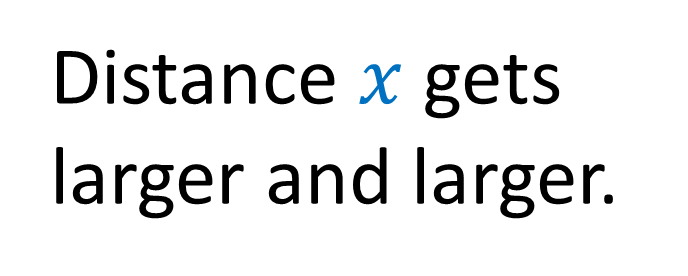 Distance x gets
larger and larger.